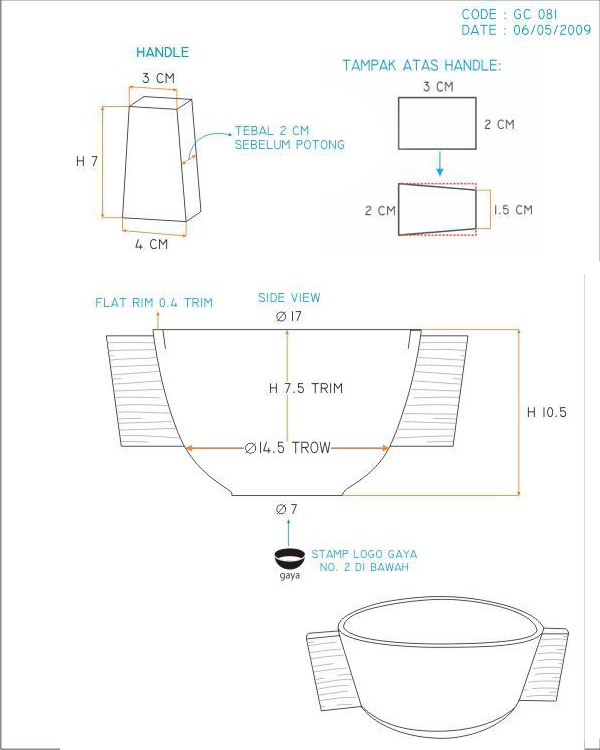 CODE : GC 081
DATE : 06/05/2009
HANDLE
3 CM
H 7
4 CM
TEBAL 2 CM
SEBELUM POTONG
TAMPAK ATAS HANDLE:
3 CM
2 CM
2 CM
1.5 CM
FLAT RIM 0.4 TRIM
SIDE VIEW
Ø 17
H 7.5 TRIM
H 10.5
Ø14.5 TROW
Ø 7
gaya
STAMP LOGO GAYA
NO. 2 DI BAWAH